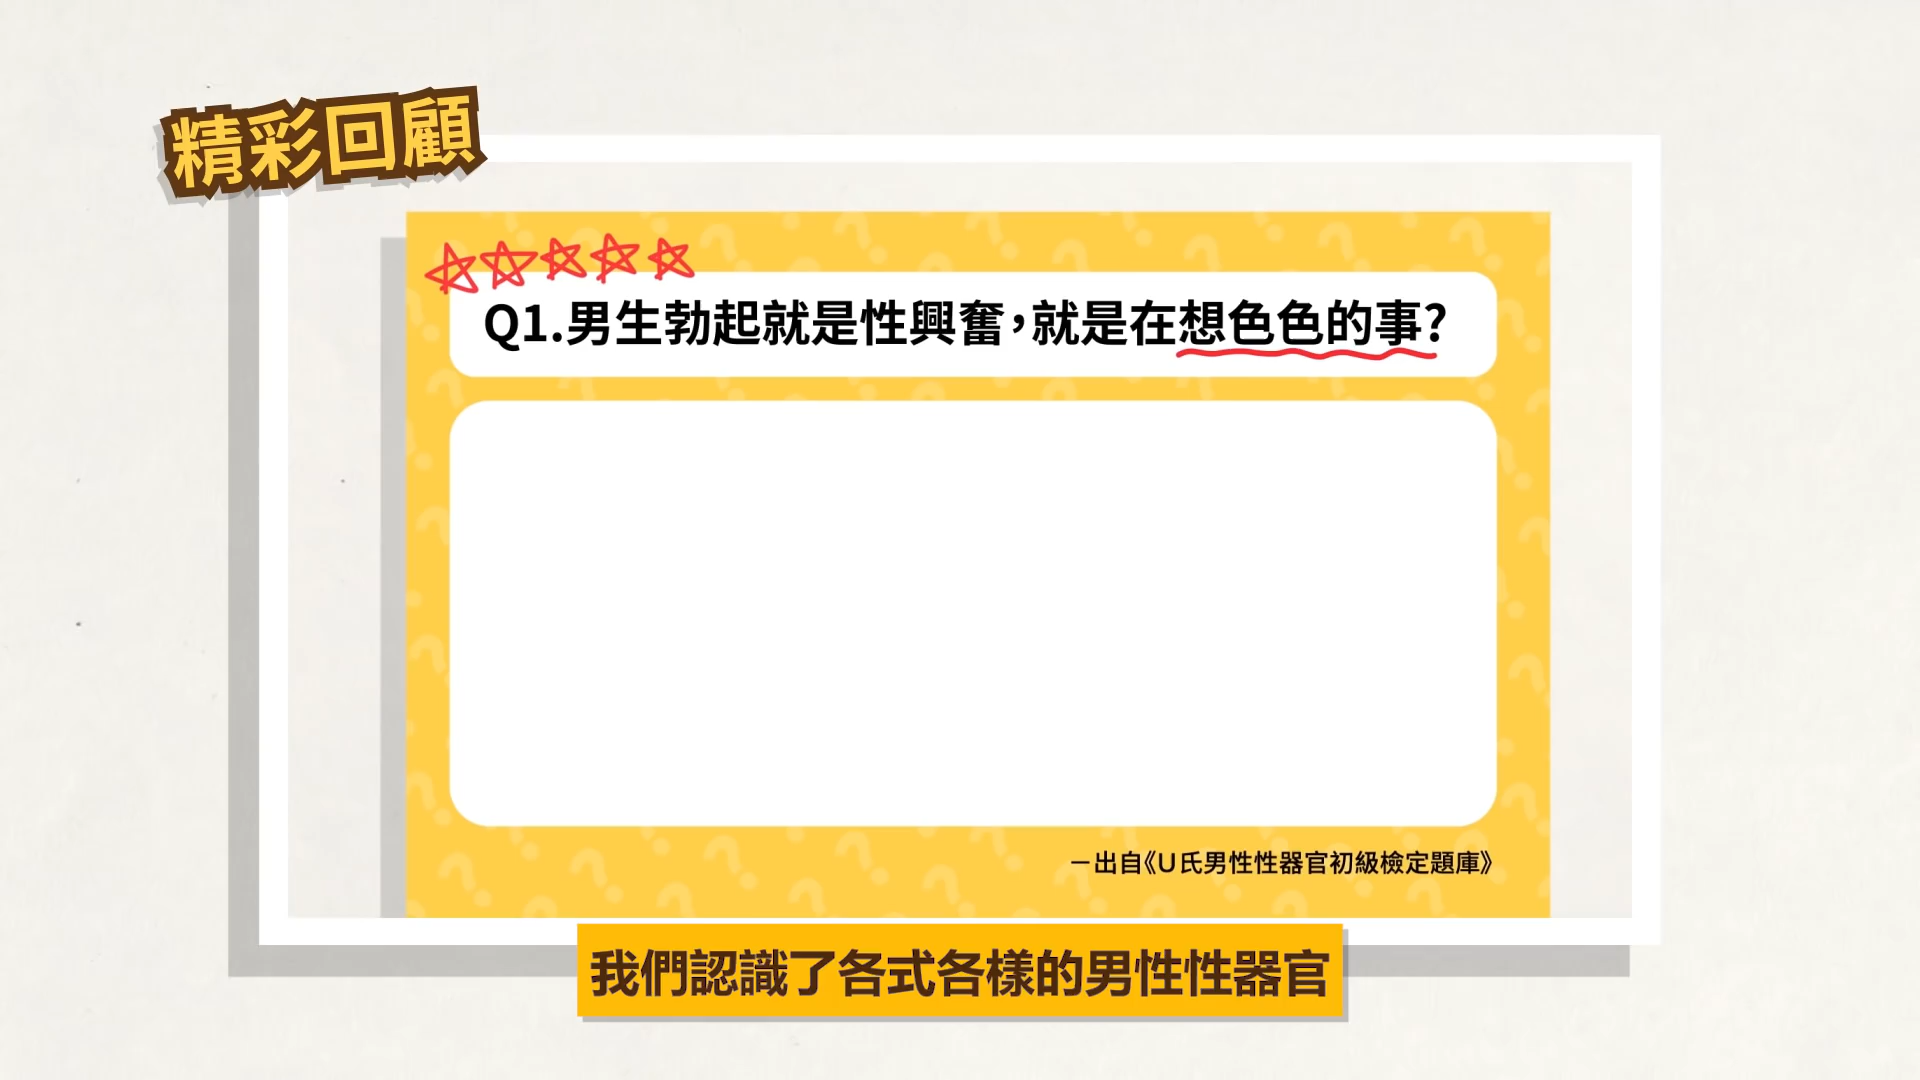 精彩回顧
Q1.男生勃起就是性興奮,就是在想色色的事?
—出自《U氏男性性器官初級檢定題庫》
我們認識了各式各樣的男性性器官